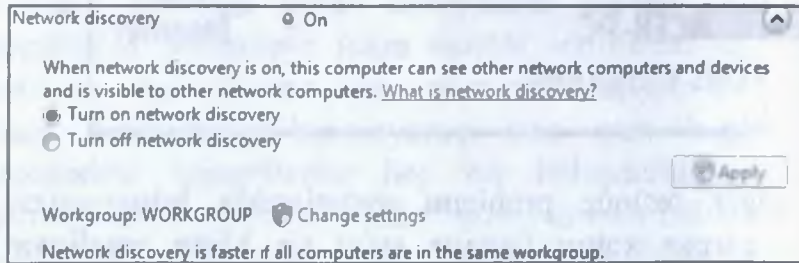 Network discovery On
When network discovery is on, this computer can see other network computers and devices
and is visible to other network computers. What is network discovery?
Turn on network discovery
Turn off network discovery
Apply
Workgroup: WORKGROUP Change settings
Network discovery is faster if all computers are in the same workgroup.